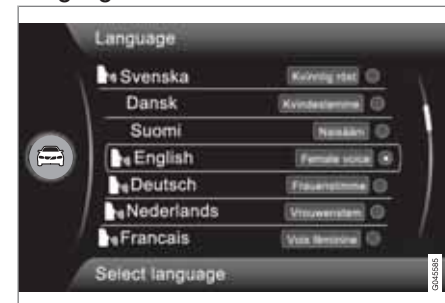 Language
Svenska Kvinnlig röst
Dansk Kvindestemme
Suomi Naisääni
English Female voice
Deutsch Frauenstimme
Nederlands Vrouwenstem
Francais Voix féminine
Select language
G045585